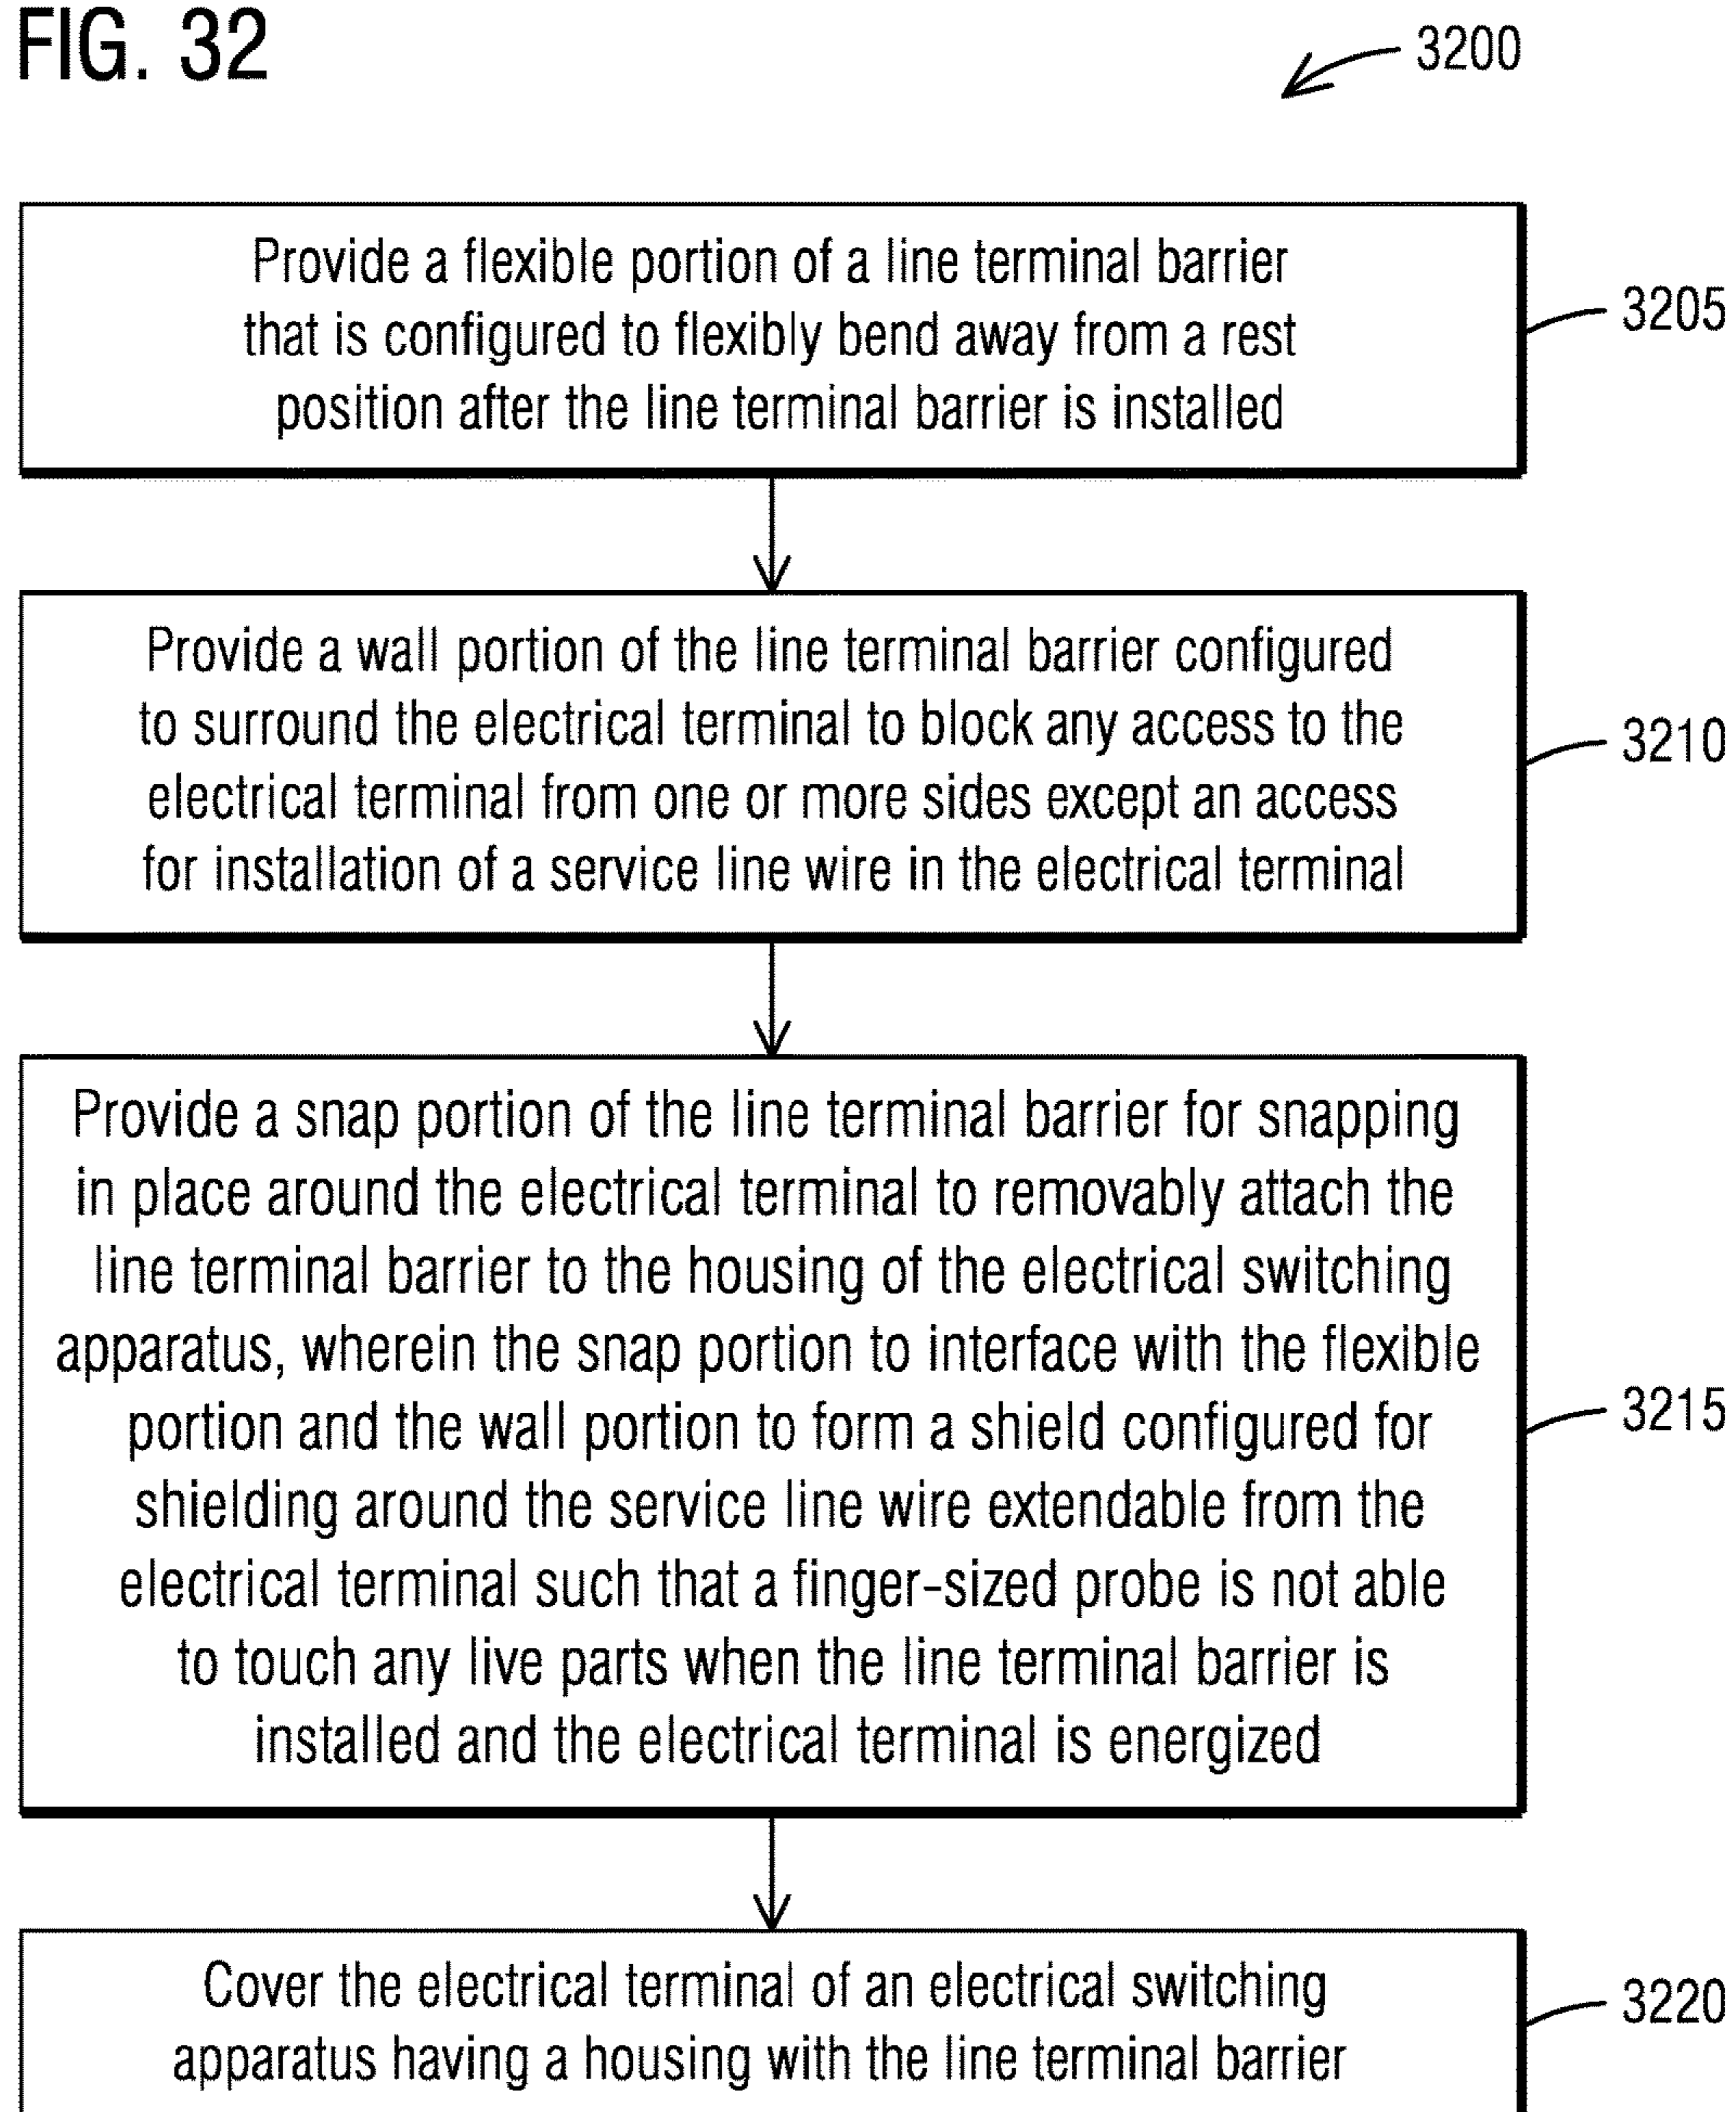 FIG. 32
3200
Provide a flexible portion of a line terminal barrier
that is configured to flexibly bend away from a rest
position after the line terminal barrier is installed
3205
Provide a wall portion of the line terminal barrier configured
to surround the electrical terminal to block any access to the
electrical terminal from one or more sides except an access
for installation of a service line wire in the electrical terminal
3210
Provide a snap portion of the line terminal barrier for snapping
in place around the electrical terminal to removably attach the
line terminal barrier to the housing of the electrical switching
apparatus, wherein the snap portion to interface with the flexible
portion and the wall portion to form a shield configured for
shielding around the service line wire extendable from the
electrical terminal such that a finger-sized probe is not able
to touch any live parts when the line terminal barrier is
installed and the electrical terminal is energized
3215
Cover the electrical terminal of an electrical switching
apparatus having a housing with the line terminal barrier
3220